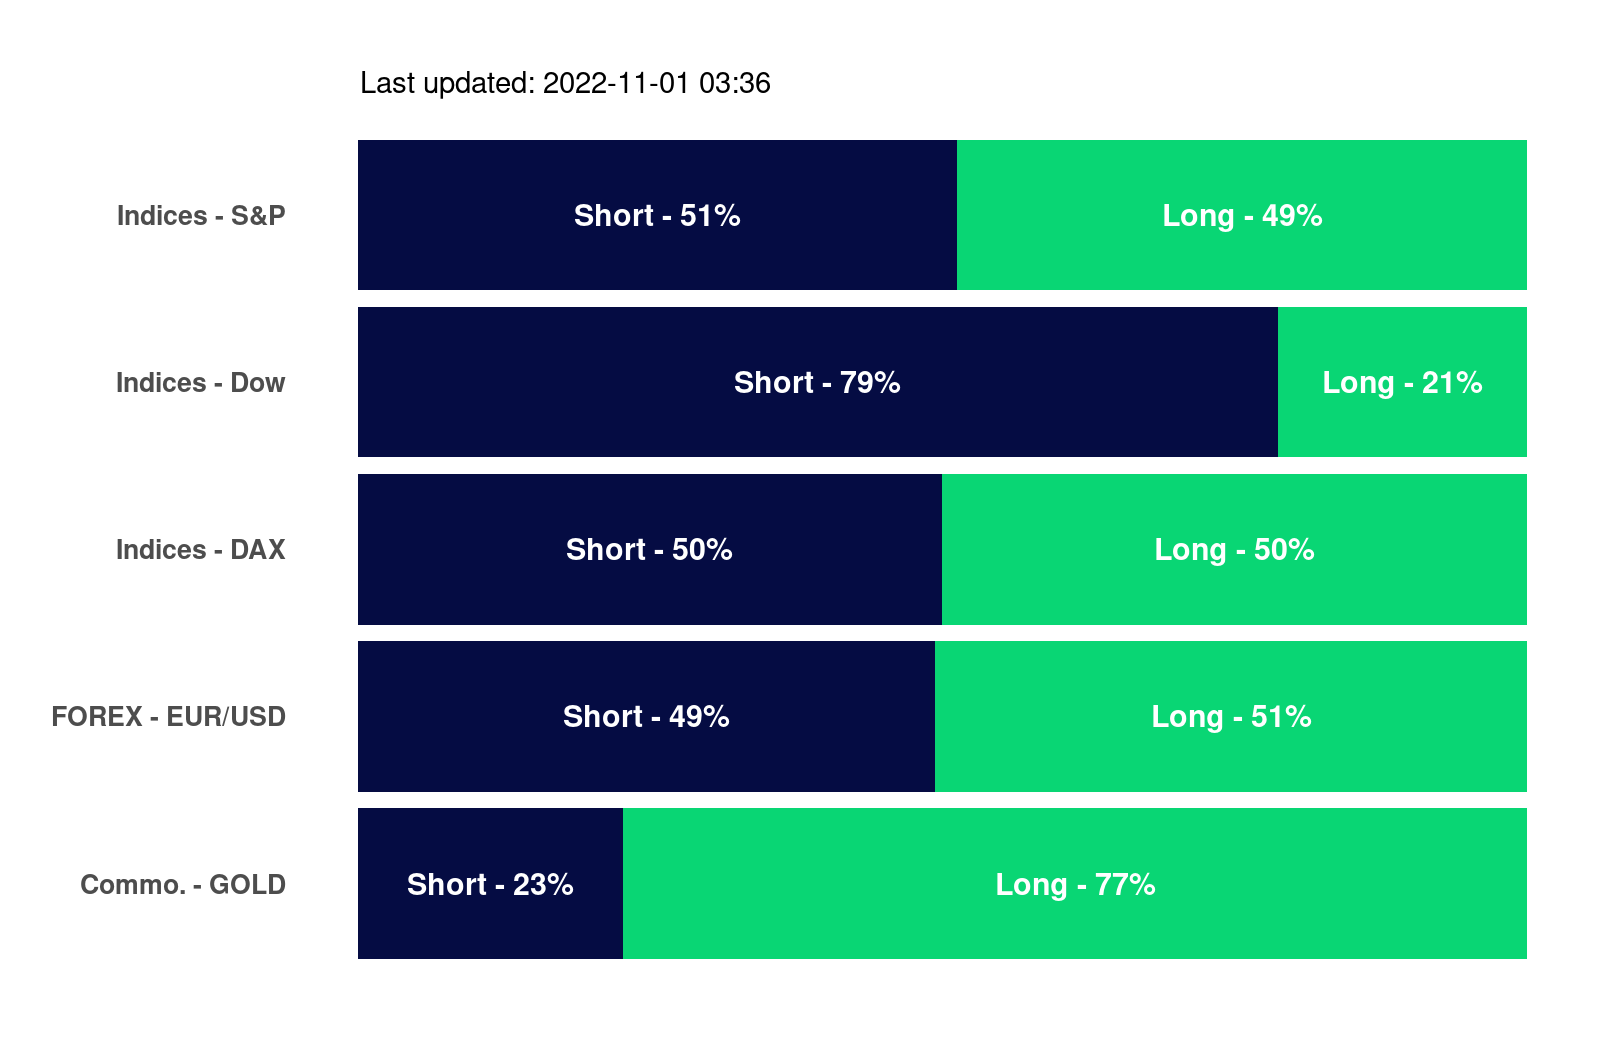 Last updated: 2022-11-01 03:36
Indices - S&P Short - 51% Long - 49%
Indices - Dow Short - 79% Long - 21%
Indices - DAX Short - 50% Long - 50%
FOREX - EUR/USD Short - 49% Long - 51%
Commo. - GOLD Short - 23% Long - 77%